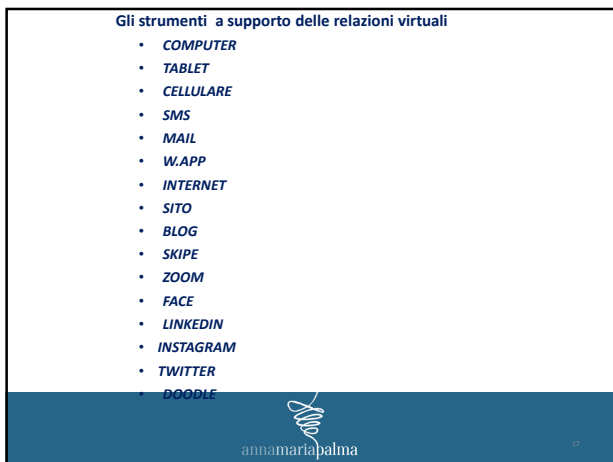 Gli strumenti a supporto delle relazioni virtuali
• COMPUTER
• TABLET
• CELLULARE
• SMS
• MAIL
• W.APP
• INTERNET
• SITO
• BLOG
• SKIPE
• ZOOM
• FACE
• LINKEDIN
• INSTAGRAM
• TWITTER
• DOODLE
annamariapalma
17